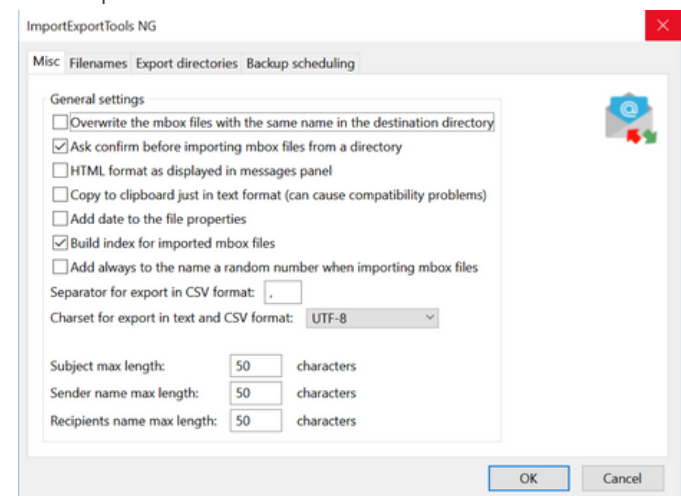 ImportExportTools NG
Misc Filenames Export directories Backup scheduling
General settings
Overwrite the mbox files with the same name in the destination directory
Ask confirm before importing mbox files from a directory
HTML format as displayed in messages panel
Copy to clipboard just in text format (can cause compatibility problems)
Add date to the file properties
Build index for imported mbox files
Add always to the name a random number when importing mbox files
Separator for export in CSV format: ,
Charset for export in text and CSV format: UTF-8
Subject max length: 50 characters
Sender name max length: 50 characters
Recipients name max length: 50 characters
OK Cancel